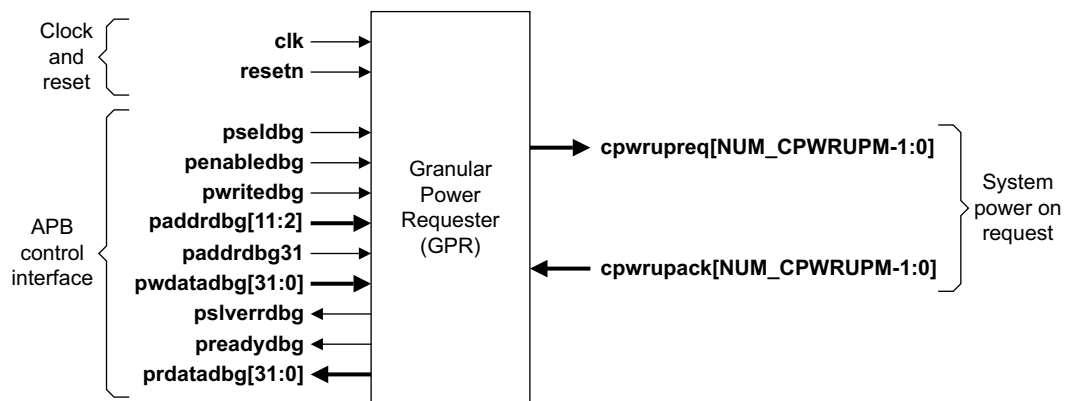 Clock
and
reset
clk
resetn
APB
control
interface
pseldbg
penabledbg
pwritedbg
paddrdbg[11:2]
paddrdbg31
pwdatadbg[31:0]
pslverrdbg
preadydbg
prdatadbg[31:0]
Granular
Power
Requester
(GPR)
cpwrupreq[NUM_CPWRUPM-1:0]
cpwrupack[NUM_CPWRUPM-1:0]
System
power on
request